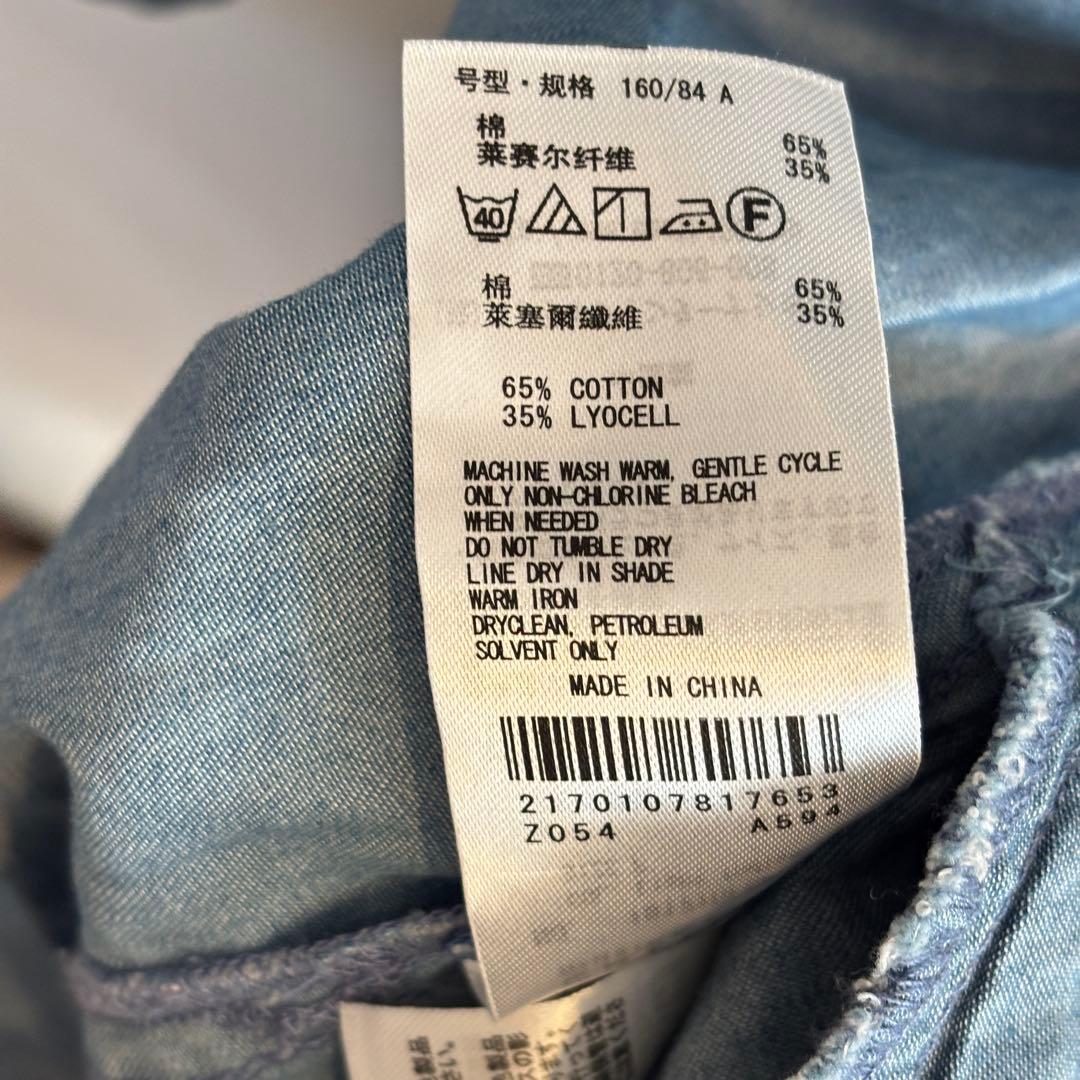 号型・规格 160/84 A
棉 65%
莱赛尔纤维 35%
40 F
棉 65%
萊塞爾纖維 35%
65% COTTON
35% LYOCELL
MACHINE WASH WARM, GENTLE CYCLE
ONLY NON-CHLORINE BLEACH
WHEN NEEDED
DO NOT TUMBLE DRY
LINE DRY IN SHADE
WARM IRON
DRYCLEAN, PETROLEUM
SOLVENT ONLY
MADE IN CHINA
2170107817653
Z054 A594